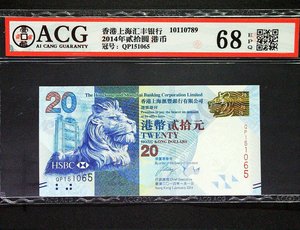 ACG
AI CANG GUARANTY
香港上海汇丰银行 10110789
2014年贰拾圆 港币
冠号: QP151065
68 EPQ
The Hongkong and Shanghai Banking Corporation Limited
20
香港上海滙豐銀行有限公司
港幣貳拾元
TWENTY
HONG KONG DOLLARS
20
HSBC
QP151065
QP151065